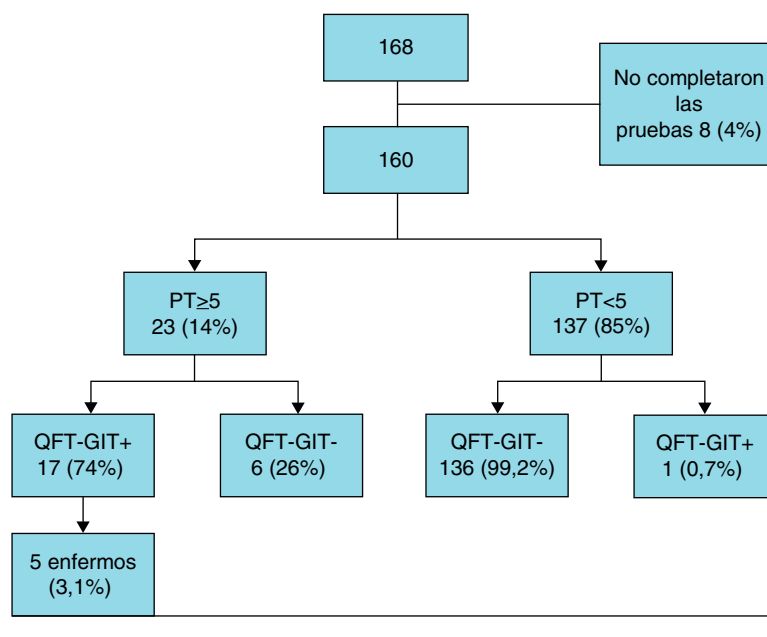 168
No completaron
las
pruebas 8 (4%)
160
PT≥5
23 (14%)
PT<5
137 (85%)
QFT-GIT+
17 (74%)
QFT-GIT-
6 (26%)
QFT-GIT-
136 (99,2%)
QFT-GIT+
1 (0,7%)
5 enfermos
(3,1%)